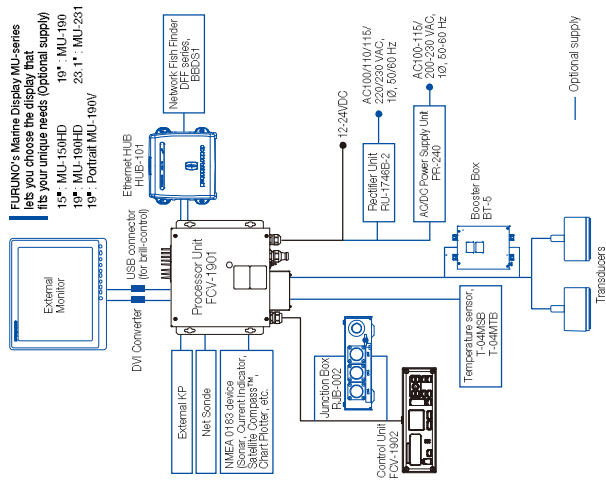 FURUNO's Marine Display MU-series
lets you choose the display that
fits your unique needs (Optional supply)
15" : MU-150HD
19" : MU-190
19" : MU-190HD
23.1" : MU-231
19" : Portrait MU-190V
External
Monitor
DVI Converter
USB connector
(for brill-control)
Ethernet HUB
HUB-101
Network Fish Finder
DFF series,
BBDS1
Processor Unit
FCV-1901
External KP
Net Sonde
NMEA 0183 device
(Sonar, Current Indicator,
Satellite Compass™,
Chart Plotter, etc.
12-24VDC
AC100/110/115/
220/230 VAC,
1Ø, 50/60 Hz
Rectifier Unit
RU-1746B-2
AC100-115/
200-230 VAC,
1Ø, 50-60 Hz
AC/DC Power Supply Unit
PR-240
Junction Box
PJJB-002
Control Unit
FCV-1902
Temperature sensor,
T-04MSB
T-04MTB
Booster Box
BT-5
Transducers
Optional supply